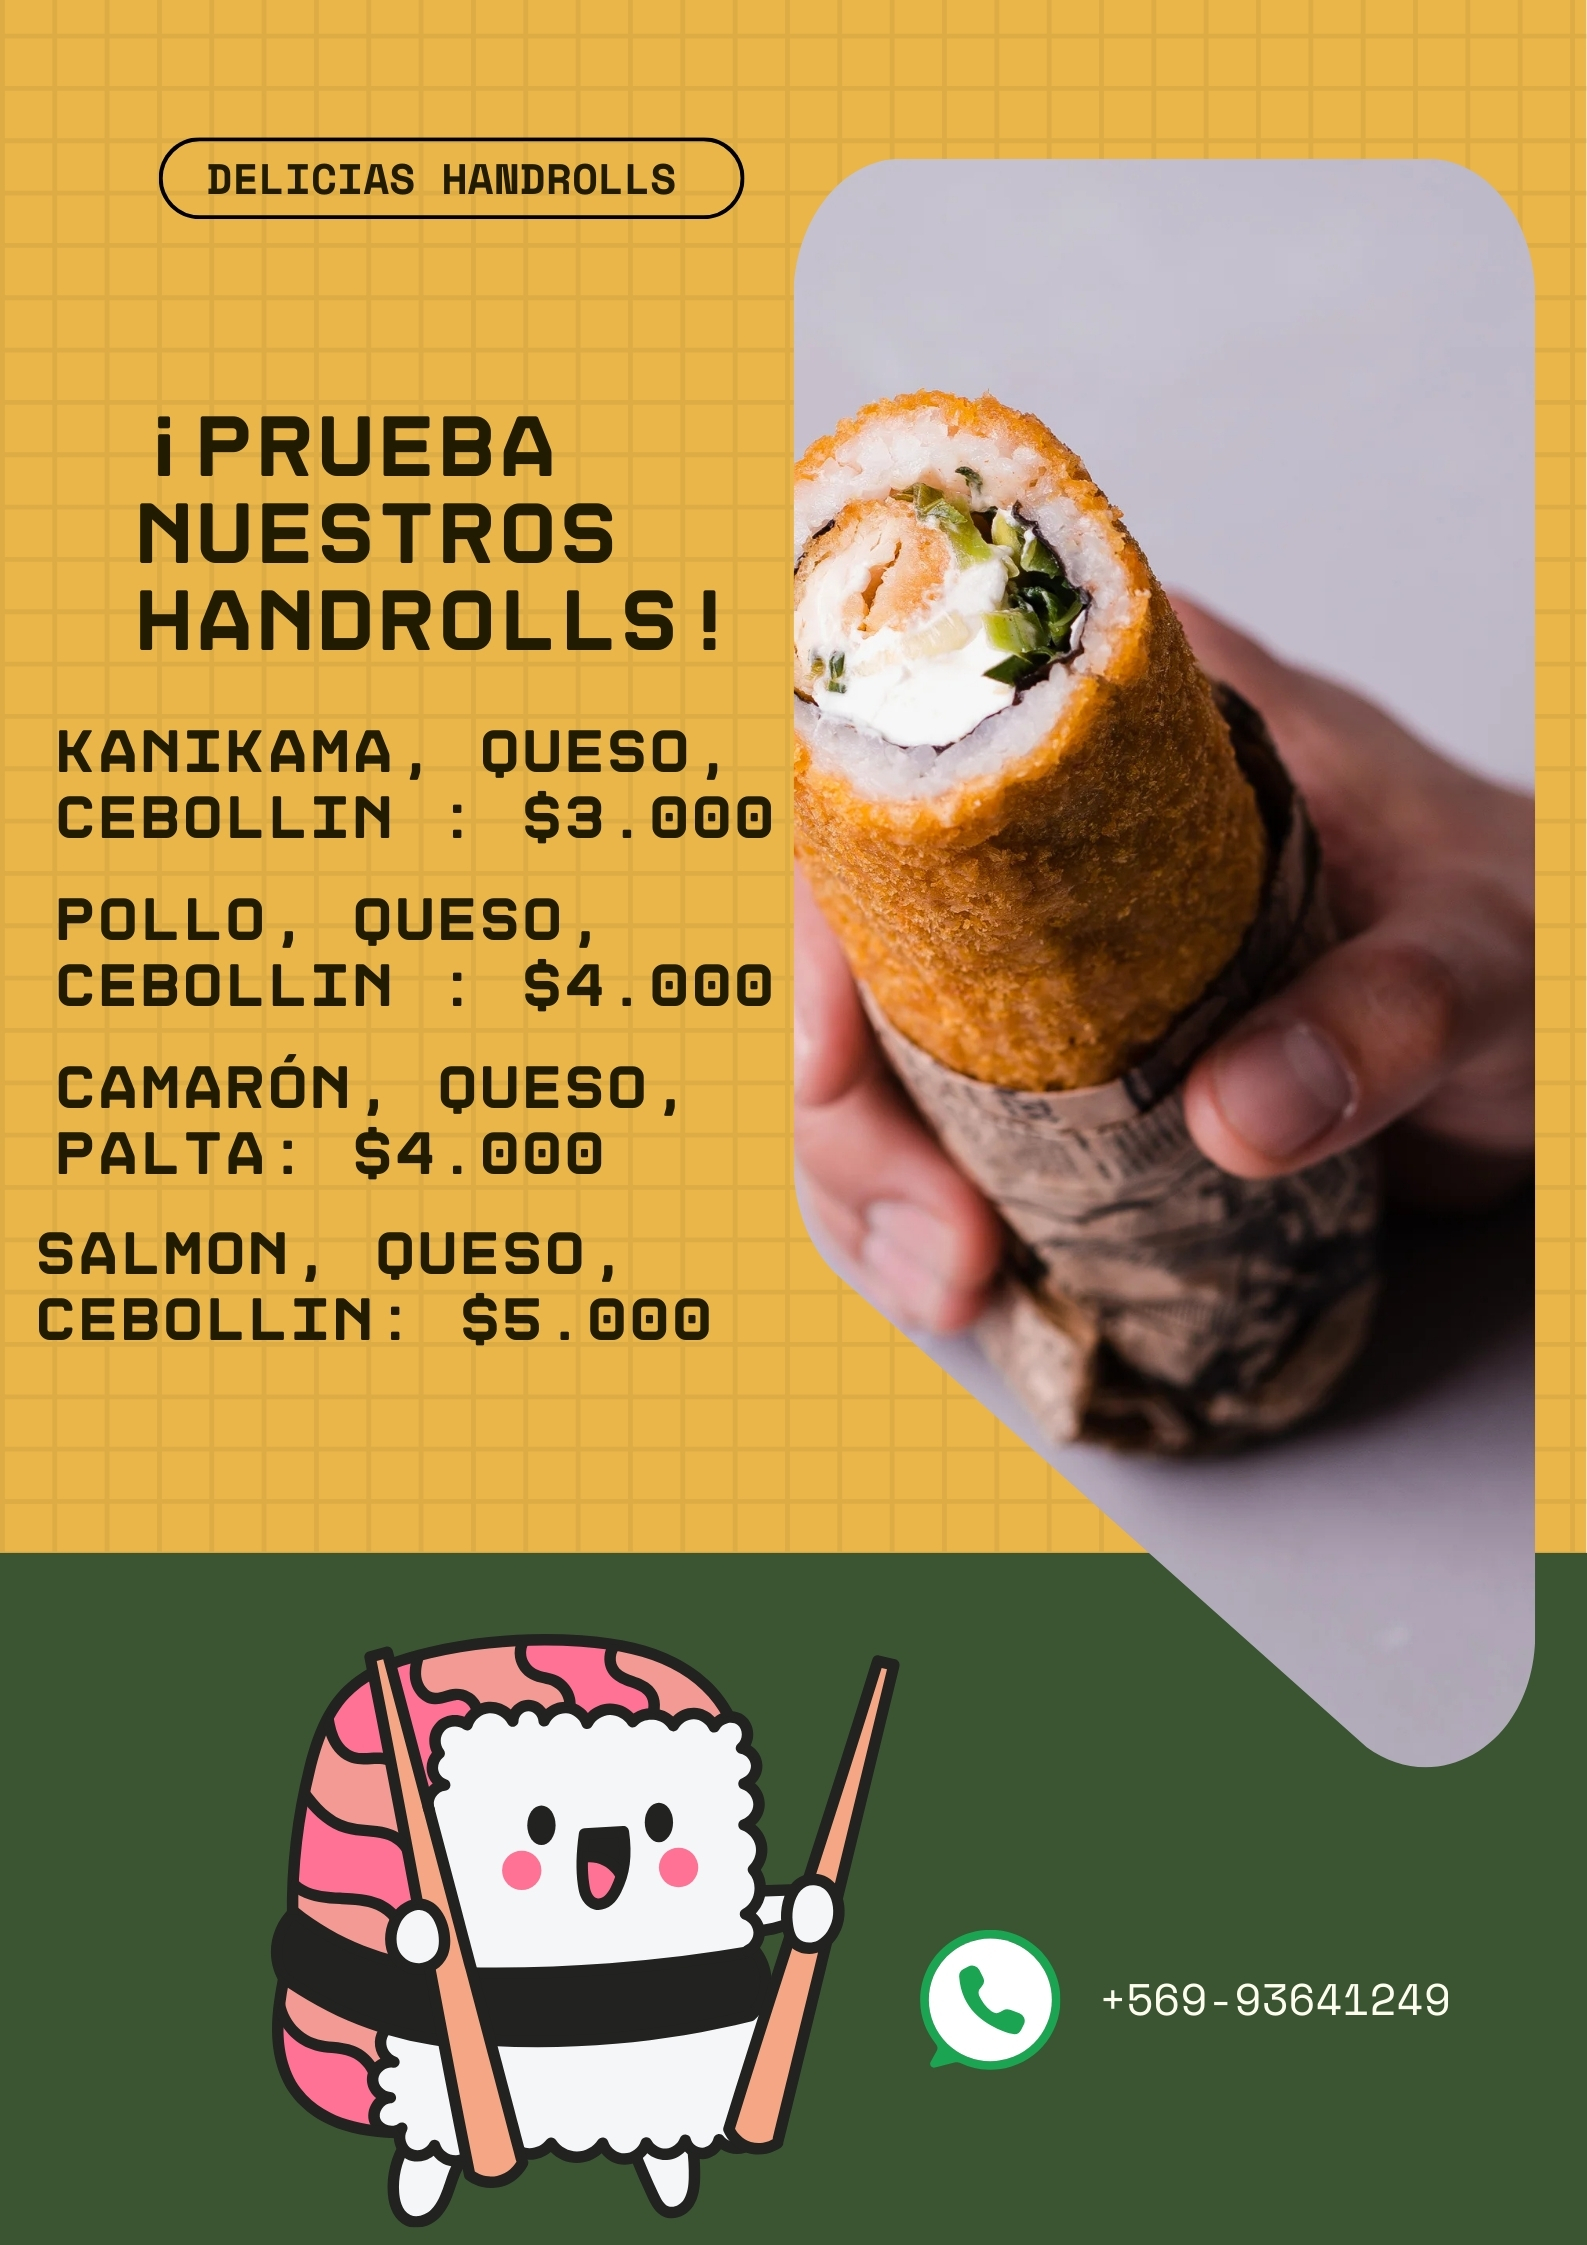 DELICIAS HANDROLLS
¡PRUEBA
NUESTROS
HANDROLLS!
KANIKAMA, QUESO,
CEBOLLIN : $3.000
POLLO, QUESO,
CEBOLLIN : $4.000
CAMARÓN, QUESO,
PALTA: $4.000
SALMON, QUESO,
CEBOLLIN: $5.000
+569-93641249